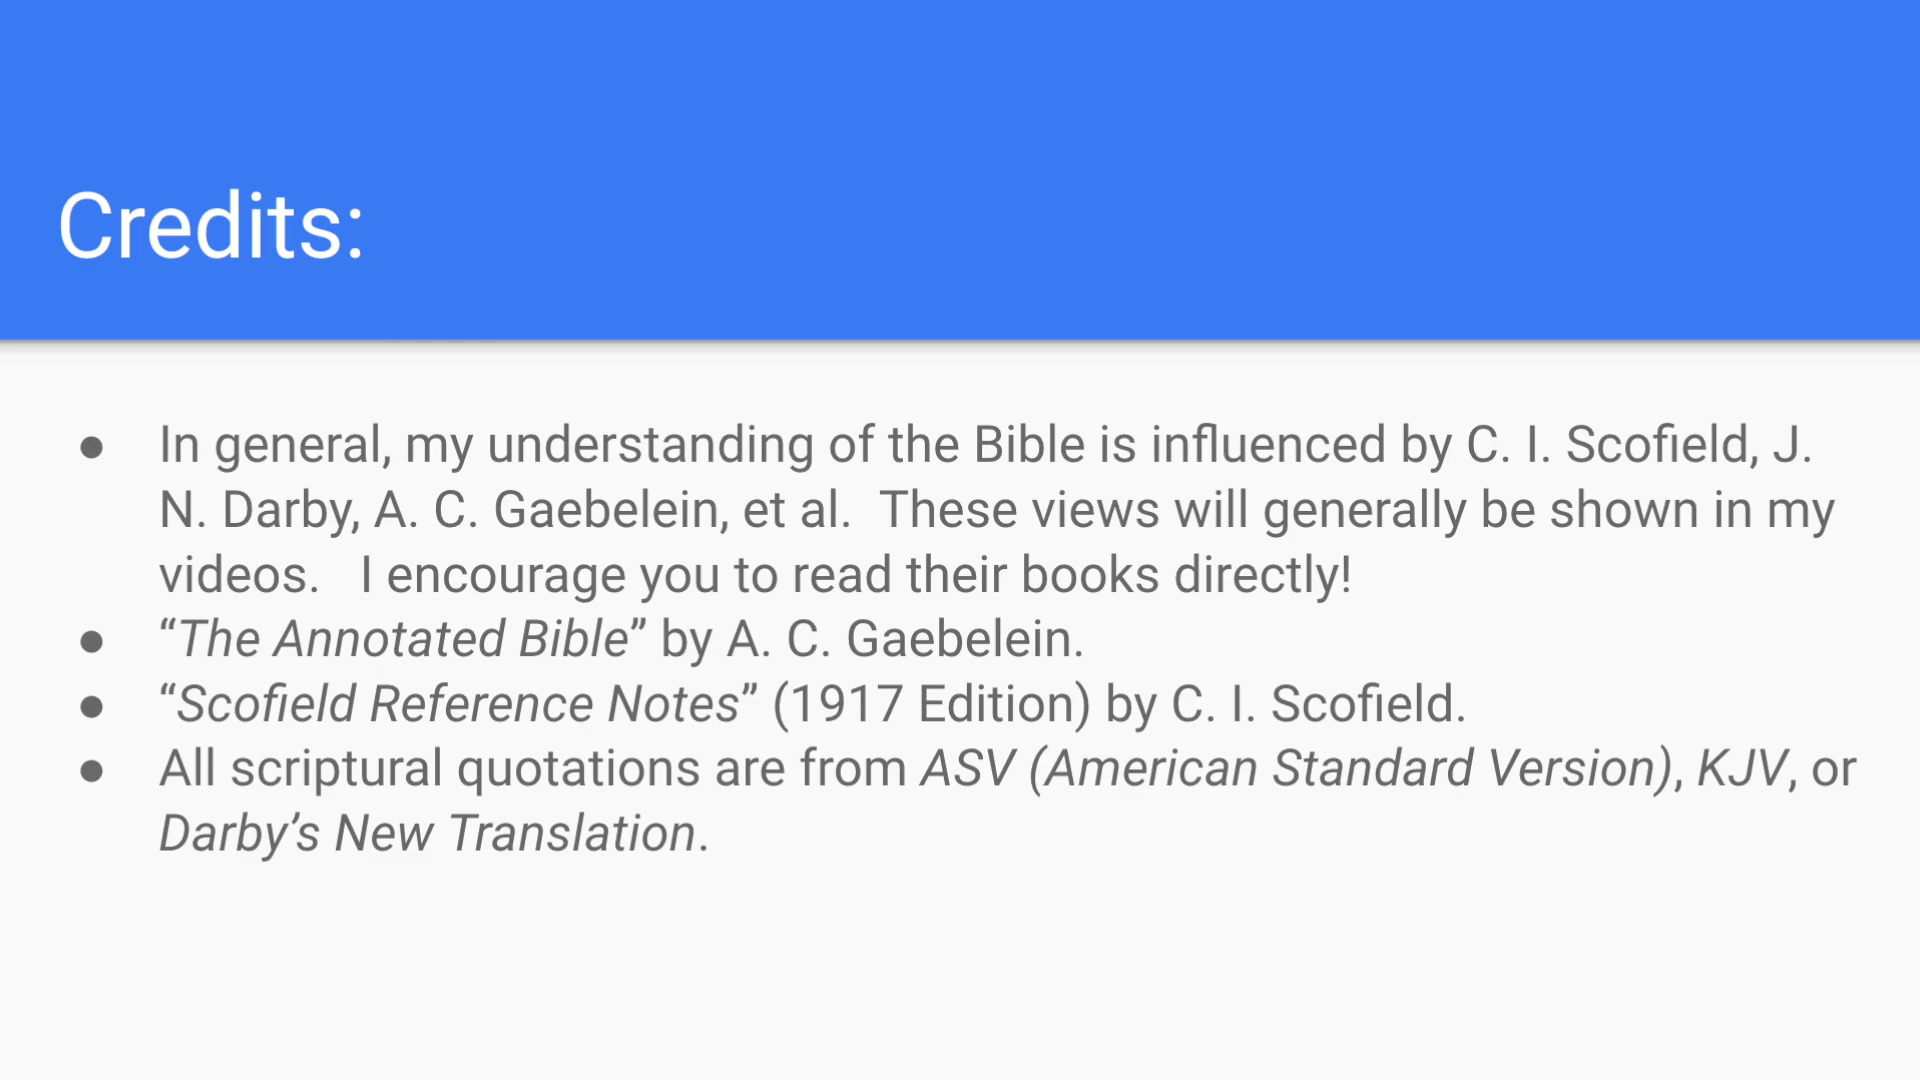 Credits:
● In general, my understanding of the Bible is influenced by C. I. Scofield, J.
N. Darby, A. C. Gaebelein, et al.  These views will generally be shown in my
videos.   I encourage you to read their books directly!
● “The Annotated Bible” by A. C. Gaebelein.
● “Scofield Reference Notes” (1917 Edition) by C. I. Scofield.
● All scriptural quotations are from ASV (American Standard Version), KJV, or
Darby’s New Translation.